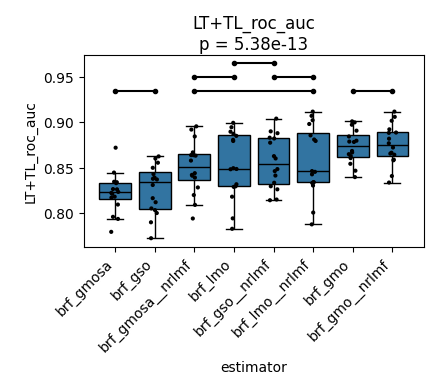 LT+TL_roc_auc
p = 5.38e-13
LT+TL_roc_auc
0.95
0.90
0.85
0.80
brf_gmosa
brf_gso
brf_gmosa__nrlmf
brf_lmo
brf_gso__nrlmf
brf_lmo__nrlmf
brf_gmo
brf_gmo__nrlmf
estimator